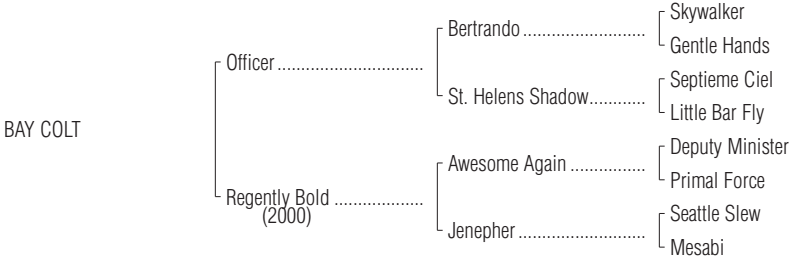 Skywalker
Bertrando ..........................
Gentle Hands
Officer ...............................
Septieme Ciel
St. Helens Shadow............
Little Bar Fly
BAY COLT
Deputy Minister
Awesome Again ................
Primal Force
Regently Bold ...................
(2000)
Seattle Slew
Jenepher ...........................
Mesabi